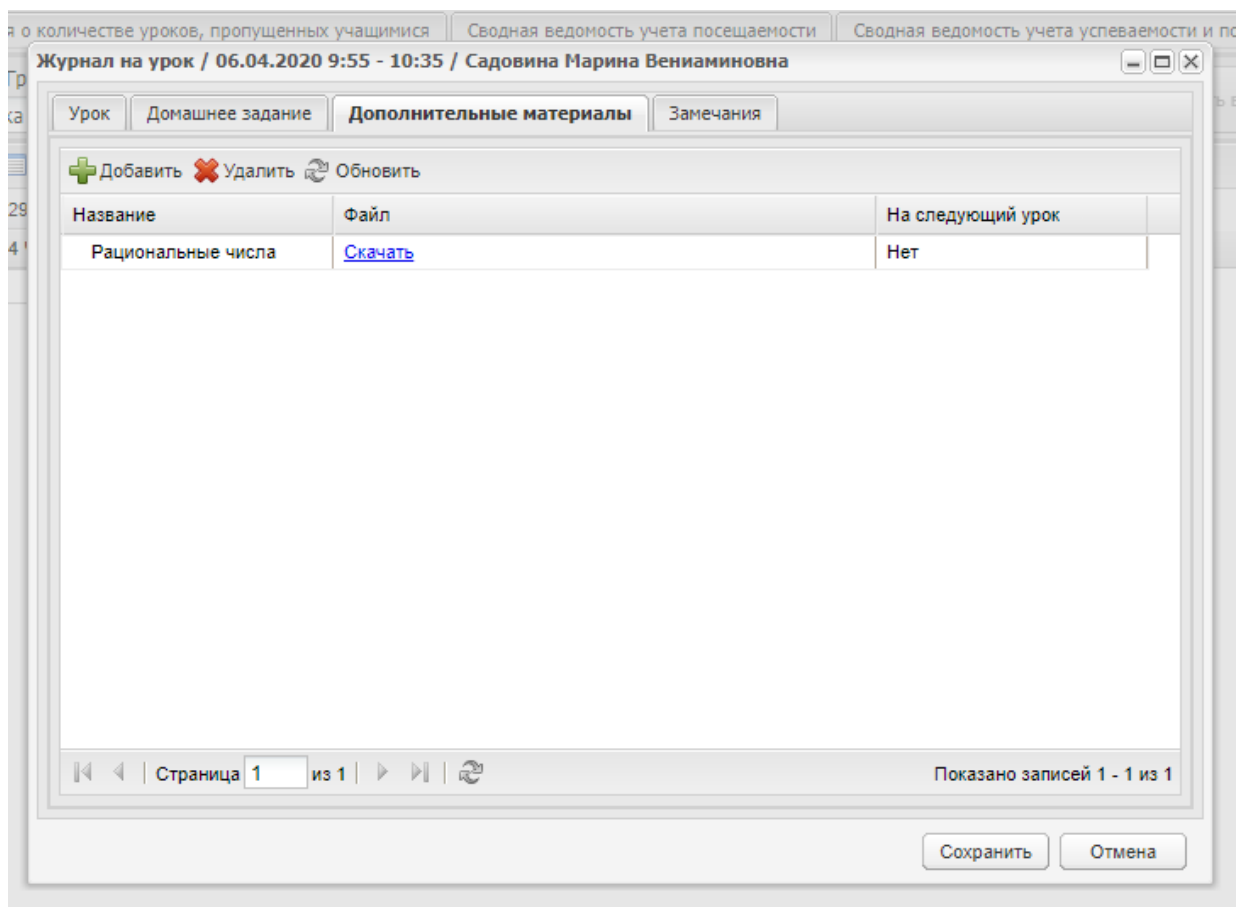 о количестве уроков, пропущенных учащимися Сводная ведомость учета посещаемости Сводная ведомость учета успеваемости и
Журнал на урок / 06.04.2020 9:55 - 10:35 / Садовина Марина Вениаминовна
Урок Домашнее задание Дополнительные материалы Замечания
Добавить Удалить Обновить
29
Название Файл На следующий урок
4
Рациональные числа Скачать Нет
Страница 1 из 1 Показано записей 1 - 1 из 1
Сохранить Отмена